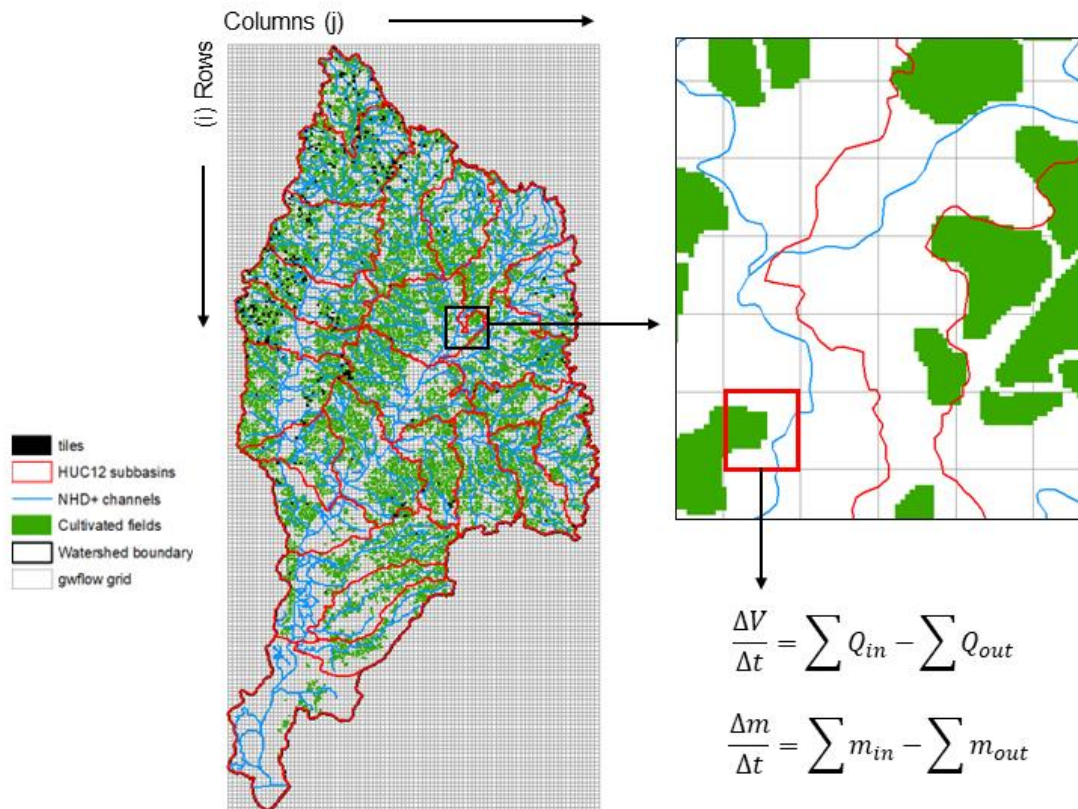 Columns (j)
(i) Rows
tiles
HUC12 subbasins
NHD+ channels
Cultivated fields
Watershed boundary
gwflow grid
ΔV/Δt = ∑ Q_in − ∑ Q_out
Δm/Δt = ∑ m_in − ∑ m_out